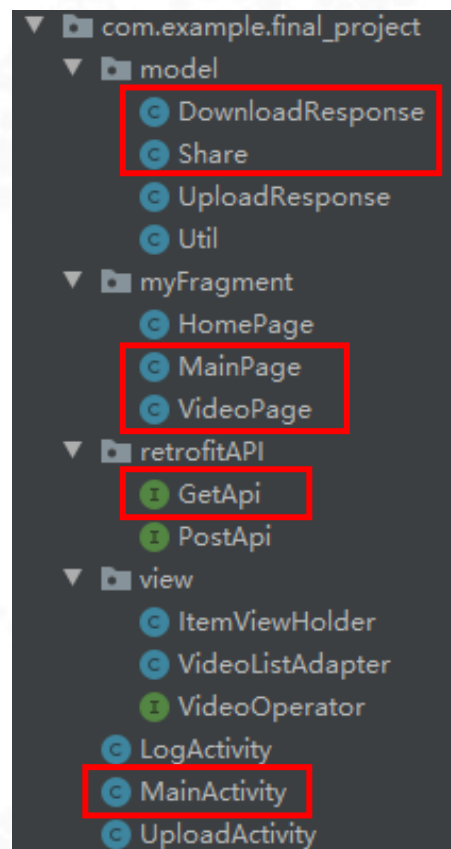 com.example.final_project
model
DownloadResponse
Share
UploadResponse
Util
myFragment
HomePage
MainPage
VideoPage
retrofitAPI
GetApi
PostApi
view
ItemViewHolder
VideoListAdapter
VideoOperator
LogActivity
MainActivity
UploadActivity